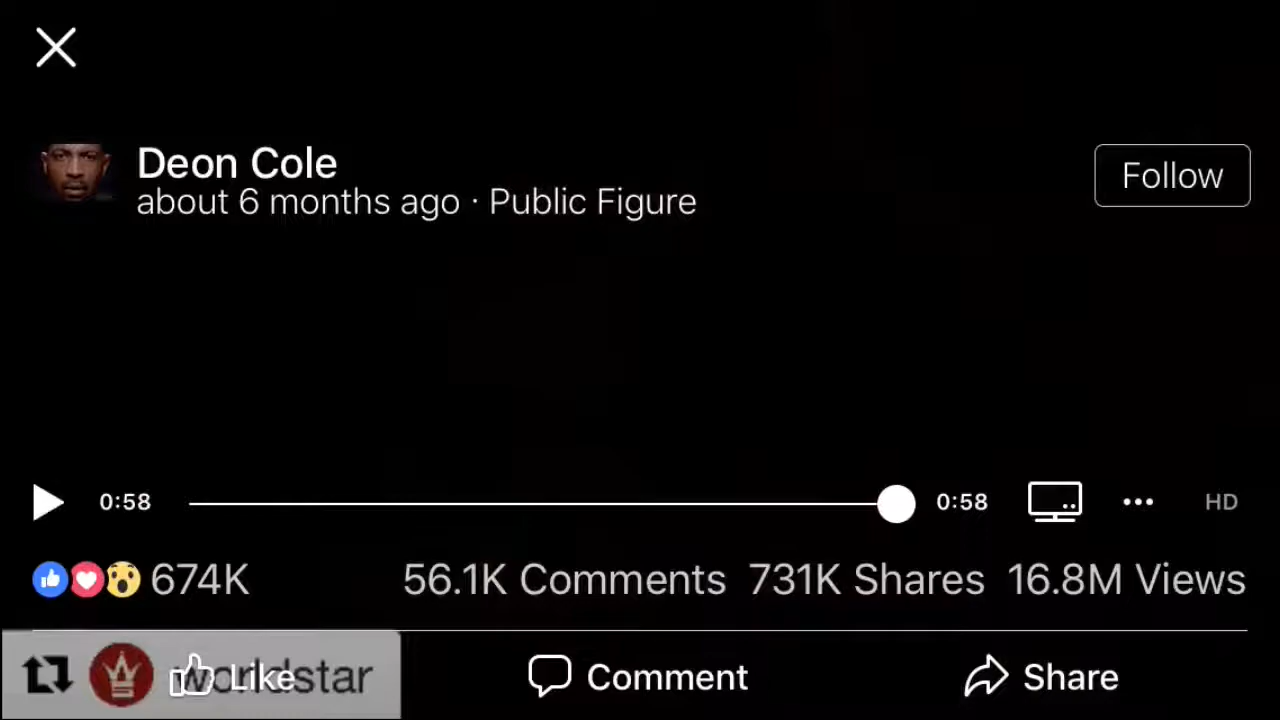 Deon Cole
about 6 months ago · Public Figure
Follow
0:58
0:58
HD
674K
56.1K Comments
731K Shares
16.8M Views
worldstar
Like
Comment
Share